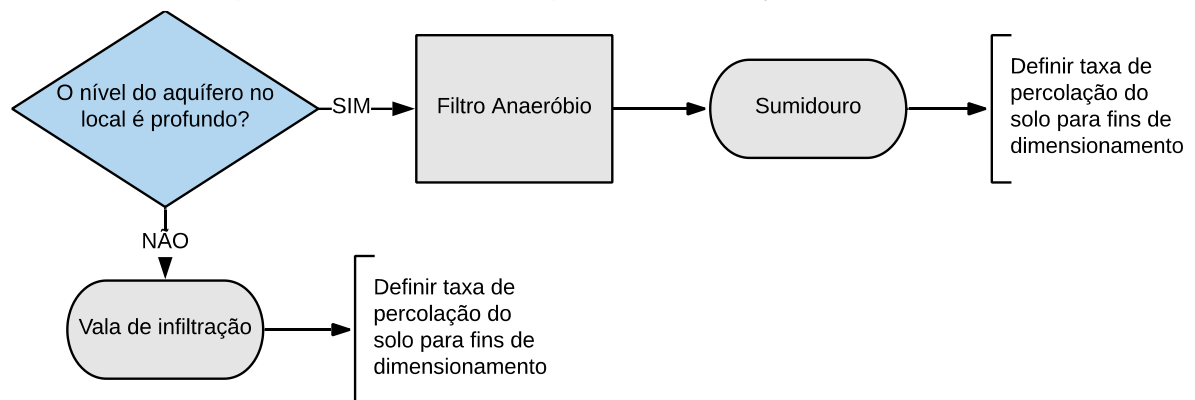 O nível do aquífero no
local é profundo?
SIM
Filtro Anaeróbio
Sumidouro
Definir taxa de
percolação do
solo para fins de
dimensionamento
NÃO
Vala de infiltração
Definir taxa de
percolação do
solo para fins de
dimensionamento